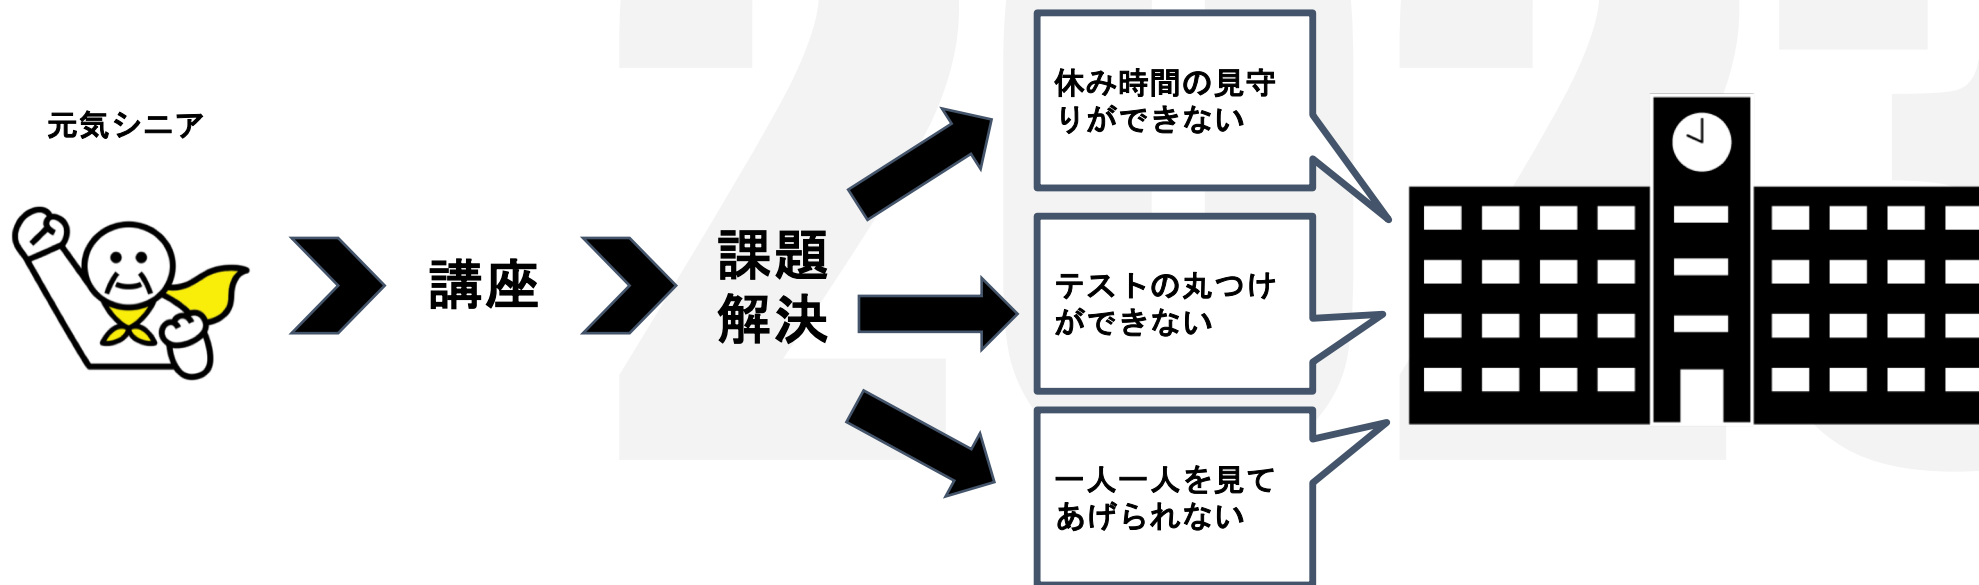 元気シニア
講座
課題
解決
休み時間の見守
りができない
テストの丸つけ
ができない
一人一人を見て
あげられない
2023